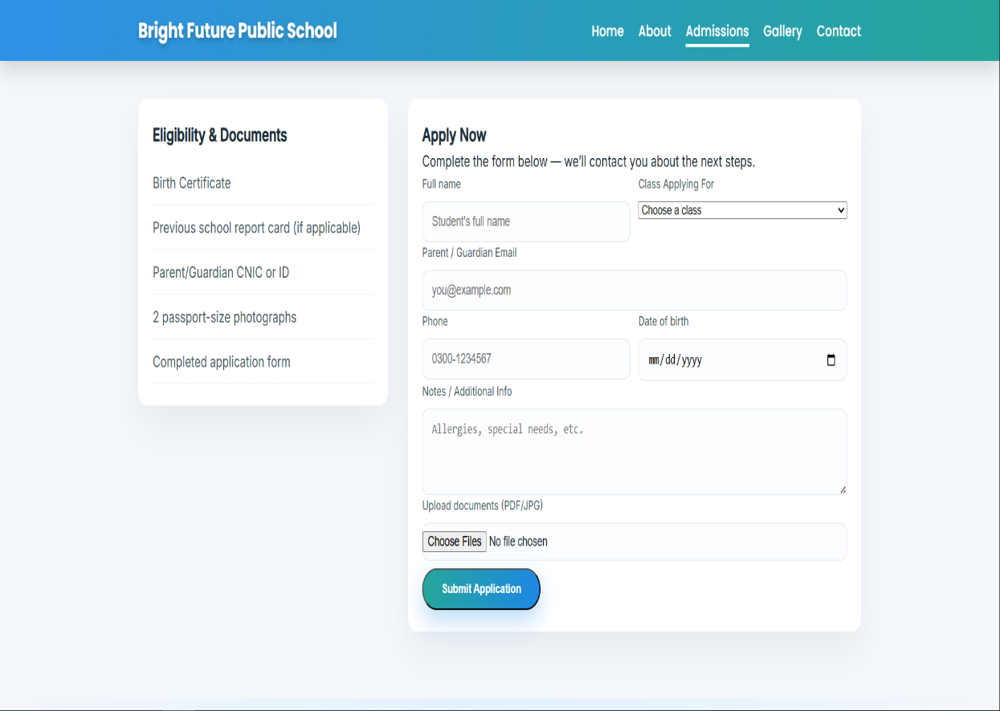 Bright Future Public School
Home About Admissions Gallery Contact
Eligibility & Documents
Birth Certificate
Previous school report card (if applicable)
Parent/Guardian CNIC or ID
2 passport-size photographs
Completed application form
Apply Now
Complete the form below — we’ll contact you about the next steps.
Full name
Student's full name
Class Applying For
Choose a class
Parent / Guardian Email
you@example.com
Phone
0300-1234567
Date of birth
mm/dd/yyyy
Notes / Additional Info
Allergies, special needs, etc.
Upload documents (PDF/JPG)
Choose Files No file chosen
Submit Application